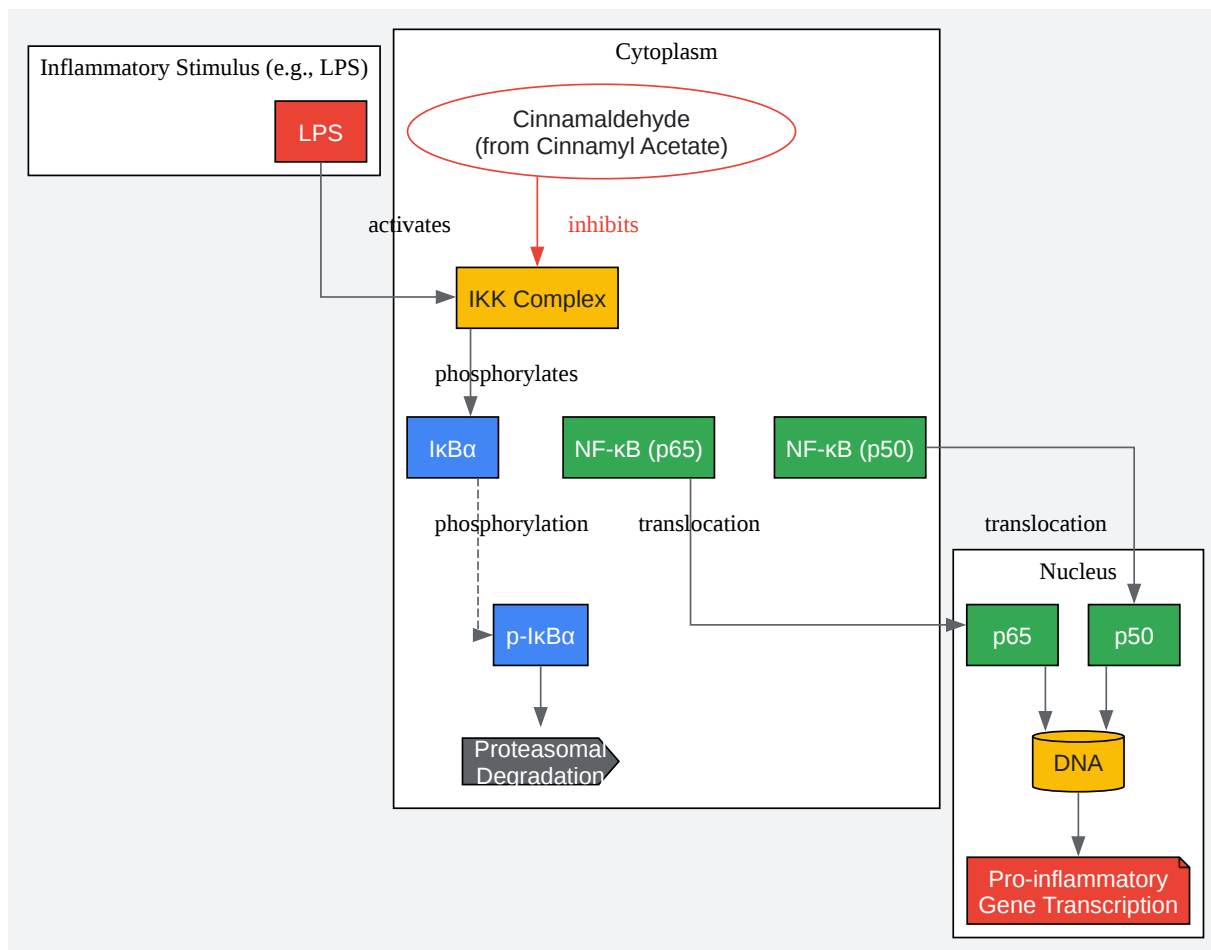 Inflammatory Stimulus (e.g., LPS)
LPS
Cytoplasm
Cinnamaldehyde
(from Cinnamyl Acetate)
activates
inhibits
IKK Complex
phosphorylates
IκBα
NF-κB (p65)
NF-κB (p50)
phosphorylation
translocation
translocation
Nucleus
p-IκBα
p65
p50
Proteasomal
Degradation
DNA
Pro-inflammatory
Gene Transcription